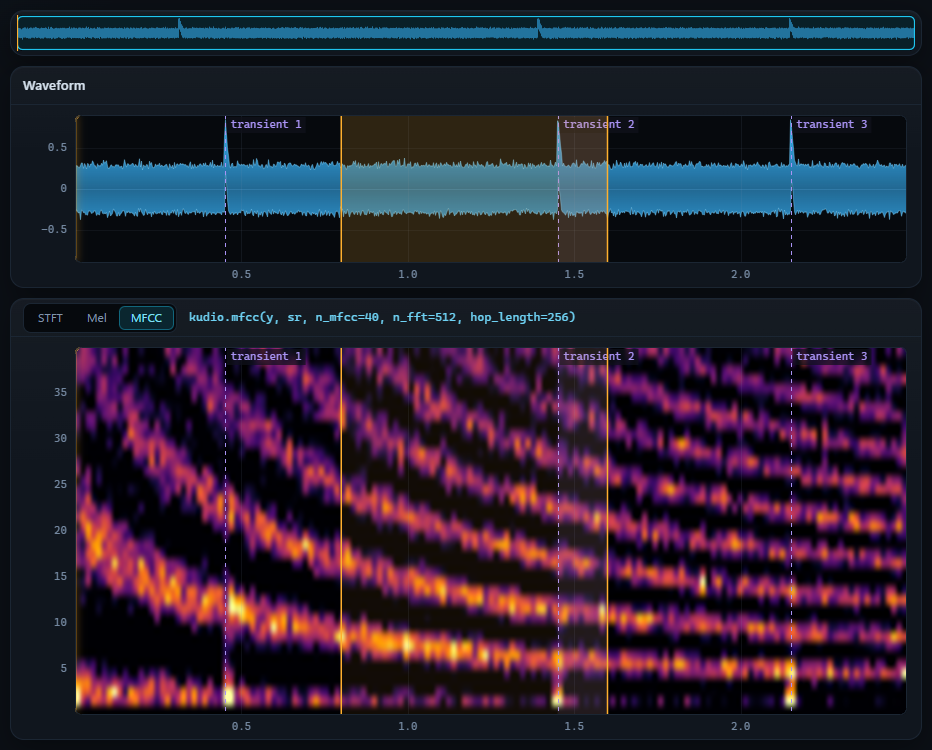 Waveform
transient 1
transient 2
transient 3
0.5
0
−0.5
0.5
1.0
1.5
2.0
STFT Mel MFCC kudio.mfcc(y, sr, n_mfcc=40, n_fft=512, hop_length=256)
transient 1
transient 2
transient 3
35
30
25
20
15
10
5
0.5
1.0
1.5
2.0